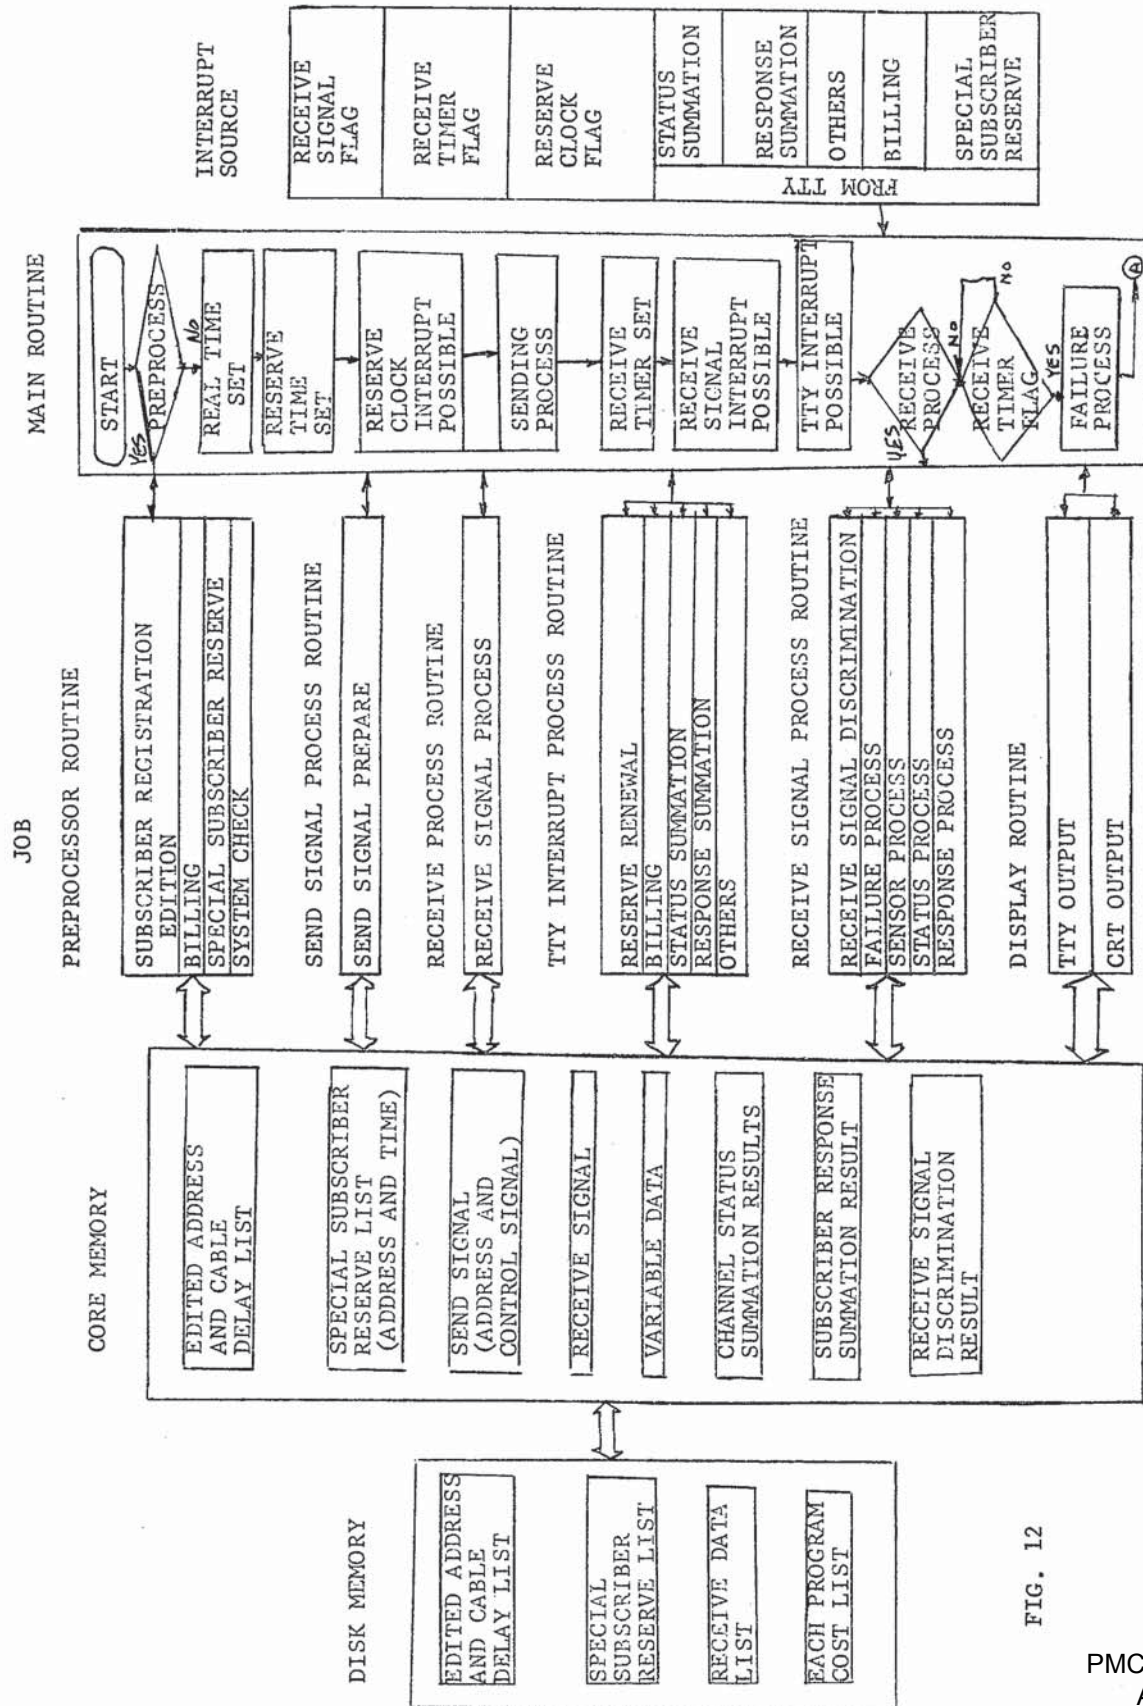 JOB
DISK MEMORY
EDITED ADDRESS
AND CABLE
DELAY LIST
SPECIAL
SUBSCRIBER
RESERVE LIST
RECEIVE DATA
LIST
EACH PROGRAM
COST LIST
CORE MEMORY
EDITED ADDRESS
AND CABLE
DELAY LIST
SPECIAL SUBSCRIBER
RESERVE LIST
(ADDRESS AND TIME)
SEND SIGNAL
(ADDRESS AND
CONTROL SIGNAL)
RECEIVE SIGNAL
VARIABLE DATA
CHANNEL STATUS
SUMMATION RESULTS
SUBSCRIBER RESPONSE
SUMMATION RESULT
RECEIVE SIGNAL
DISCRIMINATION
RESULT
PREPROCESSOR ROUTINE
SUBSCRIBER REGISTRATION
EDITION
BILLING
SPECIAL SUBSCRIBER RESERVE
SYSTEM CHECK
SEND SIGNAL PROCESS ROUTINE
SEND SIGNAL PREPARE
RECEIVE PROCESS ROUTINE
RECEIVE SIGNAL PROCESS
TTY INTERRUPT PROCESS ROUTINE
RESERVE RENEWAL
BILLING
STATUS SUMMATION
RESPONSE SUMMATION
OTHERS
RECEIVE SIGNAL PROCESS ROUTINE
RECEIVE SIGNAL DISCRIMINATION
FAILURE PROCESS
SENSOR PROCESS
STATUS PROCESS
RESPONSE PROCESS
DISPLAY ROUTINE
TTY OUTPUT
CRT OUTPUT
MAIN ROUTINE
START
YES
PREPROCESS
NO
REAL TIME
SET
RESERVE
TIME
SET
RESERVE
CLOCK
INTERRUPT
POSSIBLE
SENDING
PROCESS
RECEIVE
TIMER SET
RECEIVE
SIGNAL
INTERRUPT
POSSIBLE
TTY INTERRUPT
POSSIBLE
YES
RECEIVE
PROCESS
NO
RECEIVE
TIMER
FLAG
NO
YES
FAILURE
PROCESS
A
INTERRUPT
SOURCE
RECEIVE
SIGNAL
FLAG
RECEIVE
TIMER
FLAG
RESERVE
CLOCK
FLAG
FROM TTY
STATUS
SUMMATION
RESPONSE
SUMMATION
OTHERS
BILLING
SPECIAL
SUBSCRIBER
RESERVE
FIG. 12
PMC